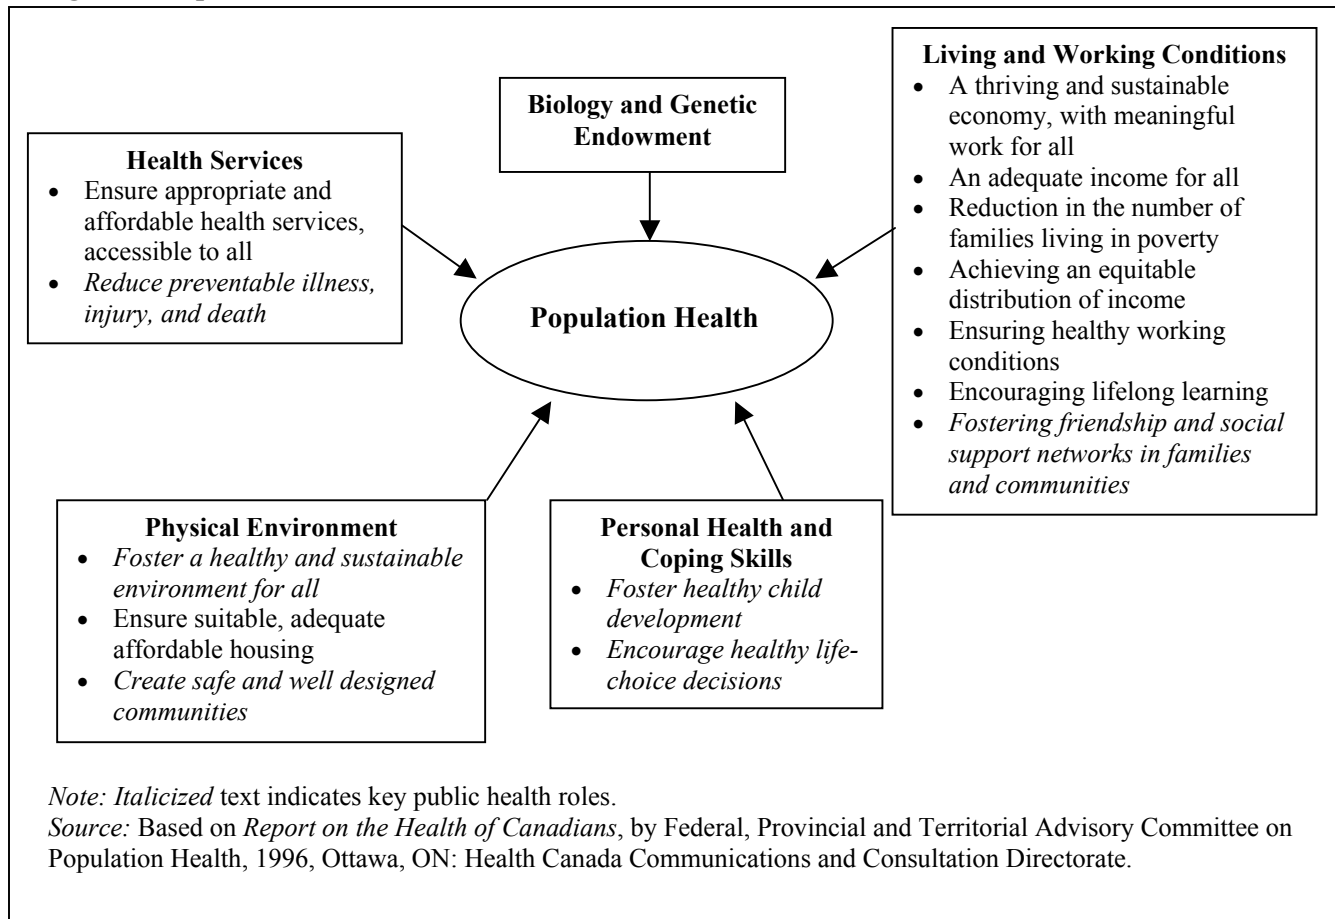 Biology and Genetic
Endowment
Health Services
• Ensure appropriate and
affordable health services,
accessible to all
• Reduce preventable illness,
injury, and death
Living and Working Conditions
• A thriving and sustainable
economy, with meaningful
work for all
• An adequate income for all
• Reduction in the number of
families living in poverty
• Achieving an equitable
distribution of income
• Ensuring healthy working
conditions
• Encouraging lifelong learning
• Fostering friendship and social
support networks in families
and communities
Population Health
Physical Environment
• Foster a healthy and sustainable
environment for all
• Ensure suitable, adequate
affordable housing
• Create safe and well designed
communities
Personal Health and
Coping Skills
• Foster healthy child
development
• Encourage healthy life-
choice decisions
Note: Italicized text indicates key public health roles.
Source: Based on Report on the Health of Canadians, by Federal, Provincial and Territorial Advisory Committee on
Population Health, 1996, Ottawa, ON: Health Canada Communications and Consultation Directorate.